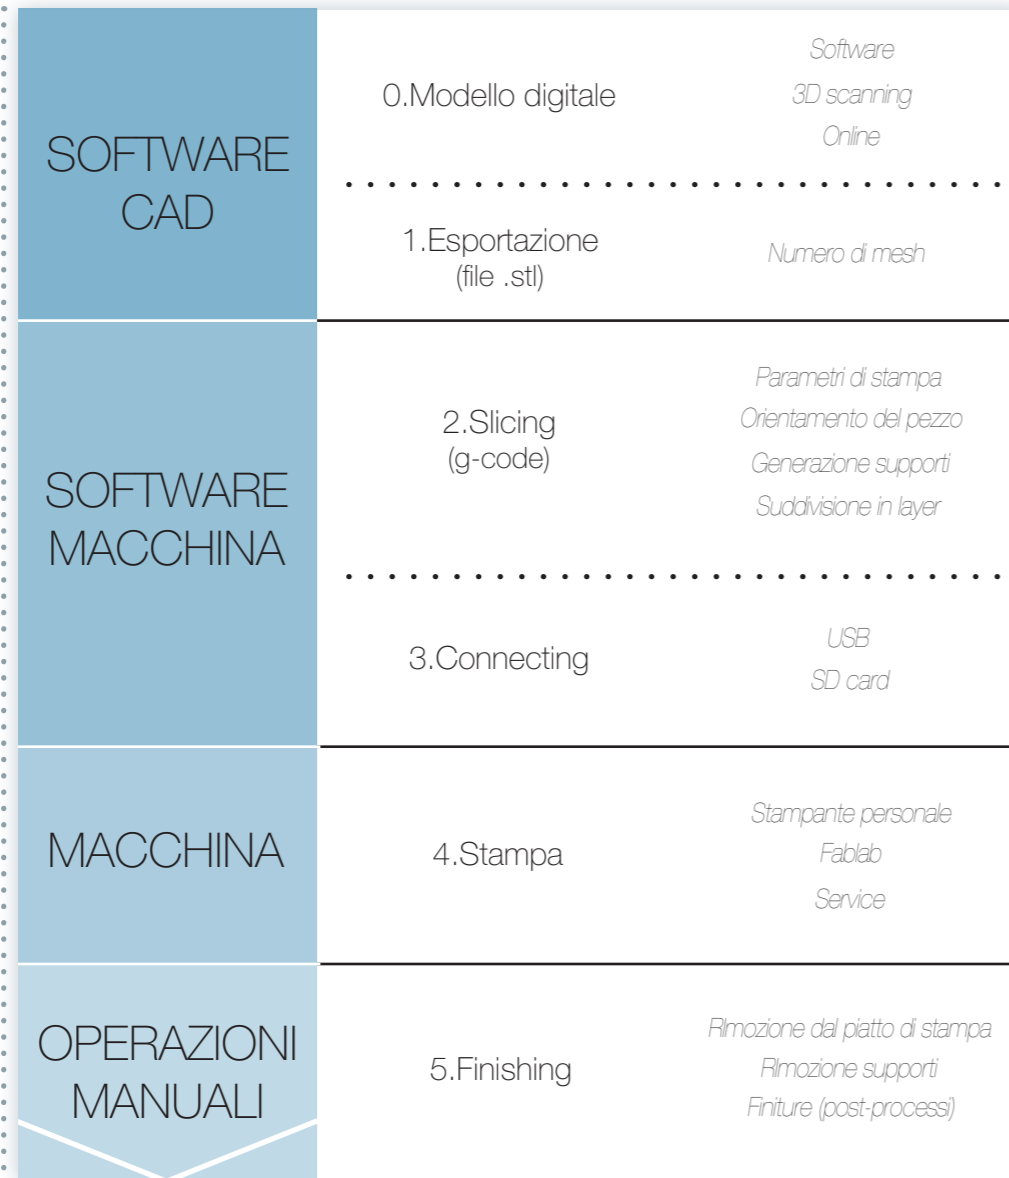 SOFTWARE
CAD
0.Modello digitale
Software
3D scanning
Online
1.Esportazione
(file .stl)
Numero di mesh
SOFTWARE
MACCHINA
2.Slicing
(g-code)
Parametri di stampa
Orientamento del pezzo
Generazione supporti
Suddivisione in layer
3.Connecting
USB
SD card
MACCHINA
4.Stampa
Stampante personale
Fablab
Service
OPERAZIONI
MANUALI
5.Finishing
RImozione dal piatto di stampa
RImozione supporti
Finiture (post-processi)